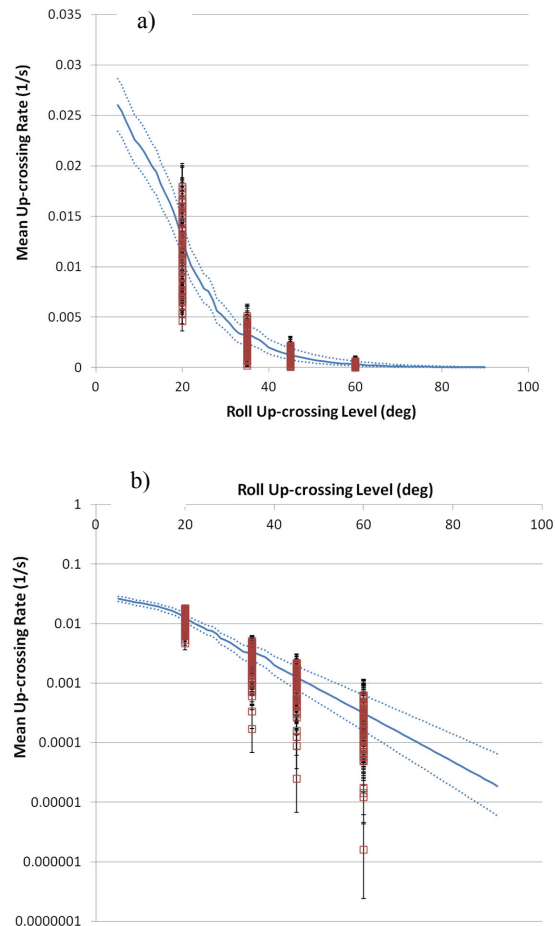 a)
0.035
0.03
0.025
0.02
0.015
0.01
0.005
0
0 20 40 60 80 100
Mean Up-crossing Rate (1/s)
Roll Up-crossing Level (deg)
b)
Roll Up-crossing Level (deg)
0 20 40 60 80 100
1
0.1
0.01
0.001
0.0001
0.00001
0.000001
0.0000001
Mean Up-crossing Rate (1/s)